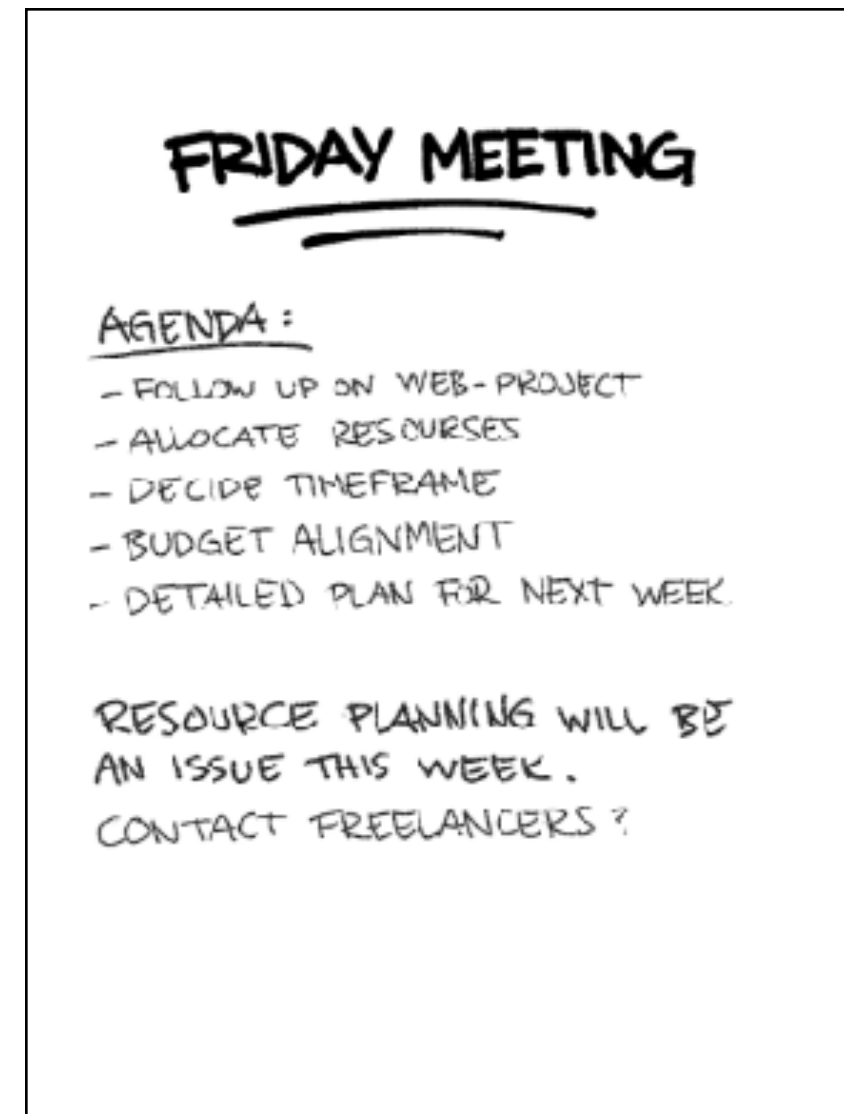 FRIDAY MEETING
AGENDA:
- FOLLOW UP ON WEB-PROJECT
- ALLOCATE RESOURSES
- DECIDE TIMEFRAME
- BUDGET ALIGNMENT
- DETAILED PLAN FOR NEXT WEEK.
RESOURCE PLANNING WILL BE
AN ISSUE THIS WEEK.
CONTACT FREELANCERS?